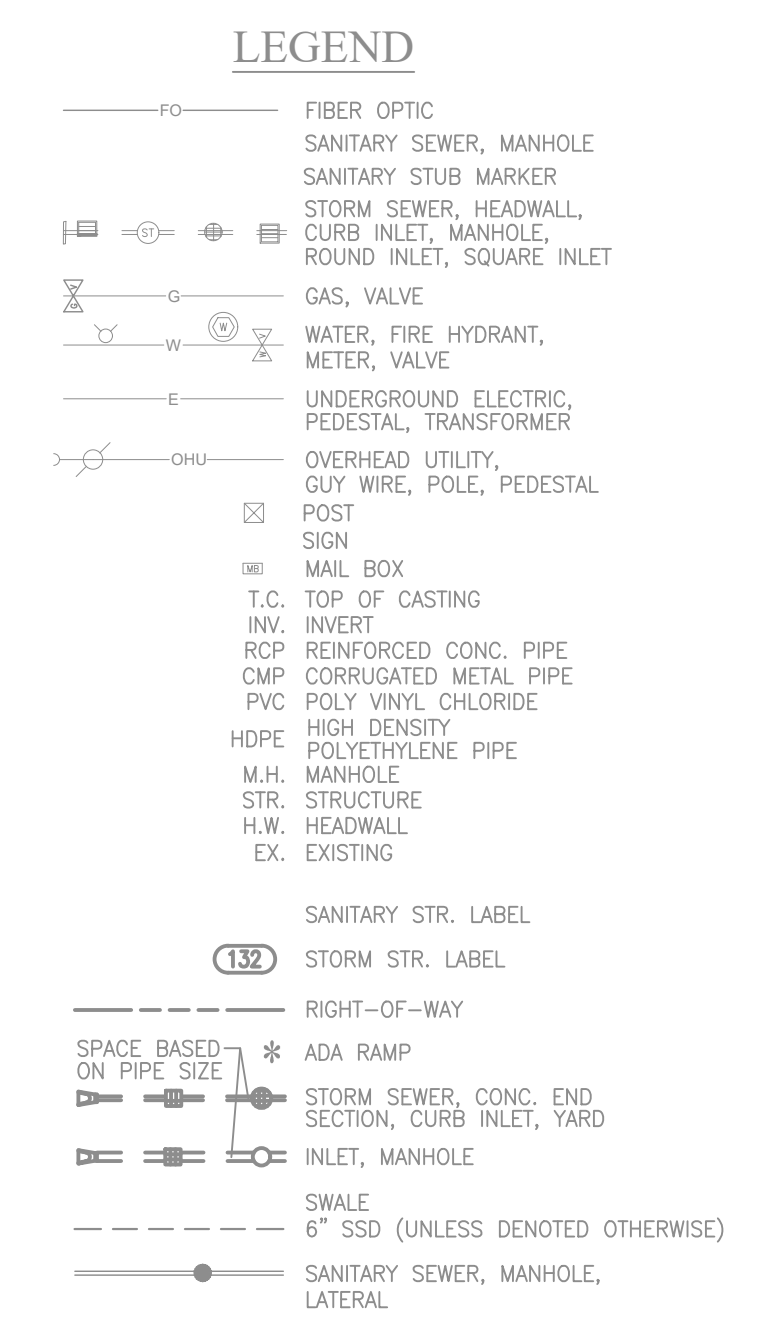 LEGEND
FO FIBER OPTIC
SANITARY SEWER, MANHOLE
SANITARY STUB MARKER
STORM SEWER, HEADWALL,
ST CURB INLET, MANHOLE,
ROUND INLET, SQUARE INLET
G V G GAS, VALVE
W W V W WATER, FIRE HYDRANT,
METER, VALVE
E UNDERGROUND ELECTRIC,
PEDESTAL, TRANSFORMER
OHU OVERHEAD UTILITY,
GUY WIRE, POLE, PEDESTAL
POST
SIGN
MB MAIL BOX
T.C. TOP OF CASTING
INV. INVERT
RCP REINFORCED CONC. PIPE
CMP CORRUGATED METAL PIPE
PVC POLY VINYL CHLORIDE
HDPE HIGH DENSITY
POLYETHYLENE PIPE
M.H. MANHOLE
STR. STRUCTURE
H.W. HEADWALL
EX. EXISTING
SANITARY STR. LABEL
132 STORM STR. LABEL
RIGHT-OF-WAY
SPACE BASED * ADA RAMP
ON PIPE SIZE
STORM SEWER, CONC. END
SECTION, CURB INLET, YARD
INLET, MANHOLE
SWALE
6" SSD (UNLESS DENOTED OTHERWISE)
SANITARY SEWER, MANHOLE,
LATERAL